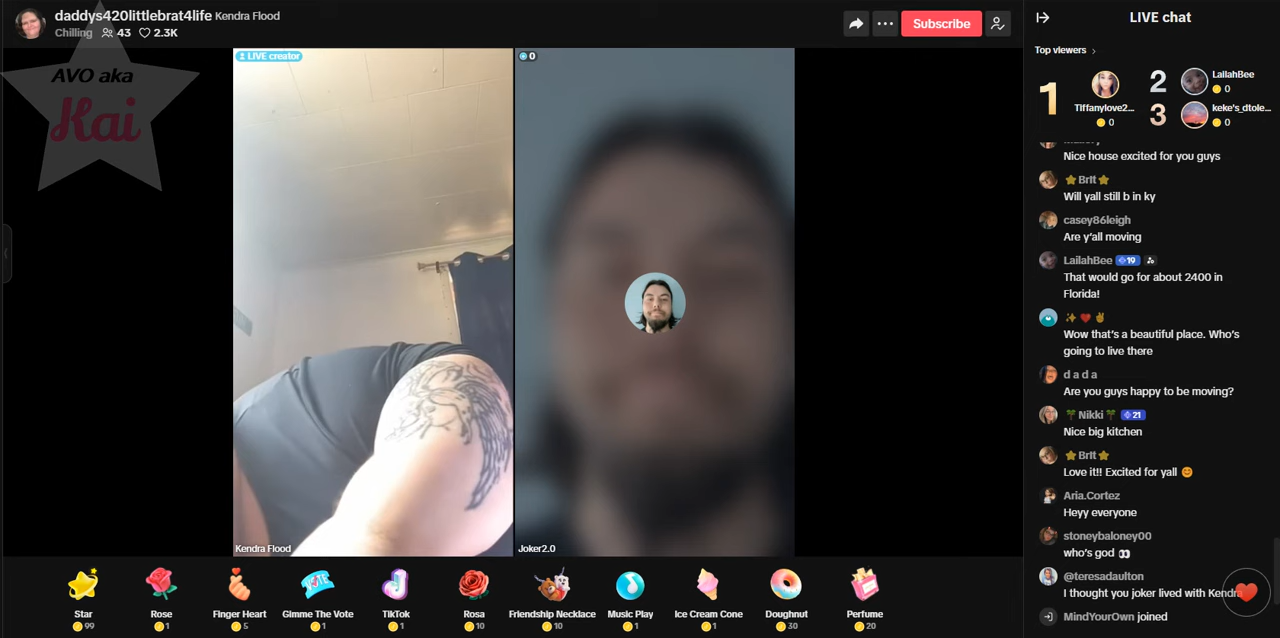 daddys420littlebrat4life Kendra Flood
Chilling 43 2.3K
Subscribe
AVO aka
Kai
LIVE creator
0
Kendra Flood
Joker2.0
Star
99
Rose
1
Finger Heart
5
Gimme The Vote
1
TikTok
1
Rosa
10
Friendship Necklace
10
Music Play
1
Ice Cream Cone
1
Doughnut
30
Perfume
20
LIVE chat
Top viewers
1
Tiffanylove2...
0
2
LailahBee
0
3
keke's_dtole...
0
Nice house excited for you guys
Brit
Will yall still b in ky
casey86leigh
Are y'all moving
LailahBee 19
That would go for about 2400 in
Florida!
Wow that's a beautiful place. Who's
going to live there
d a d a
Are you guys happy to be moving?
Nikki 21
Nice big kitchen
Brit
Love it!! Excited for yall 😊
Aria.Cortez
Heyy everyone
stoneybaloney00
who's god 👀
@teresadaulton
I thought you joker lived with Kendra
MindYourOwn joined